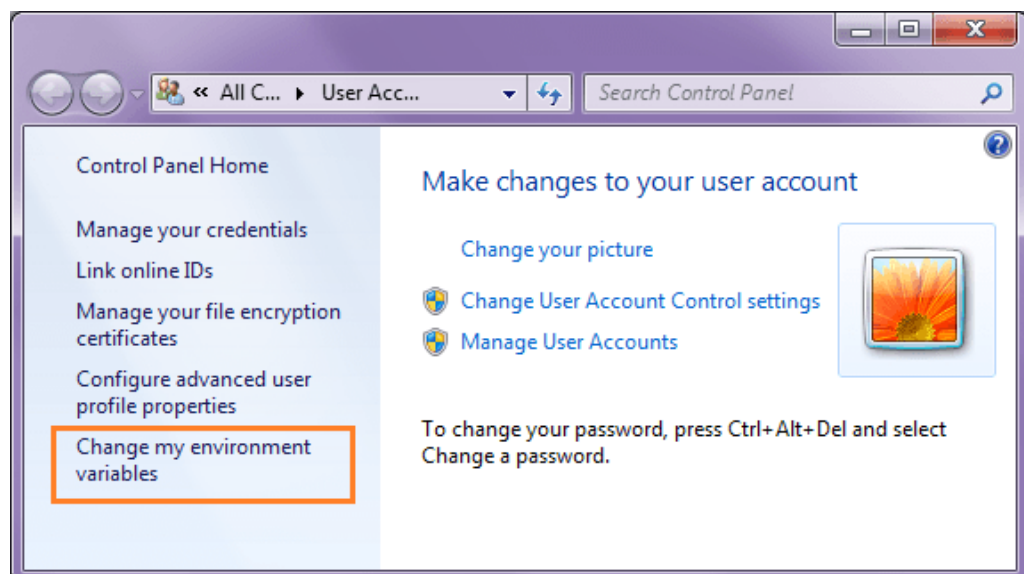 « All C... ▸ User Acc...
Search Control Panel
Control Panel Home
Manage your credentials
Link online IDs
Manage your file encryption
certificates
Configure advanced user
profile properties
Change my environment
variables
Make changes to your user account
Change your picture
Change User Account Control settings
Manage User Accounts
To change your password, press Ctrl+Alt+Del and select
Change a password.